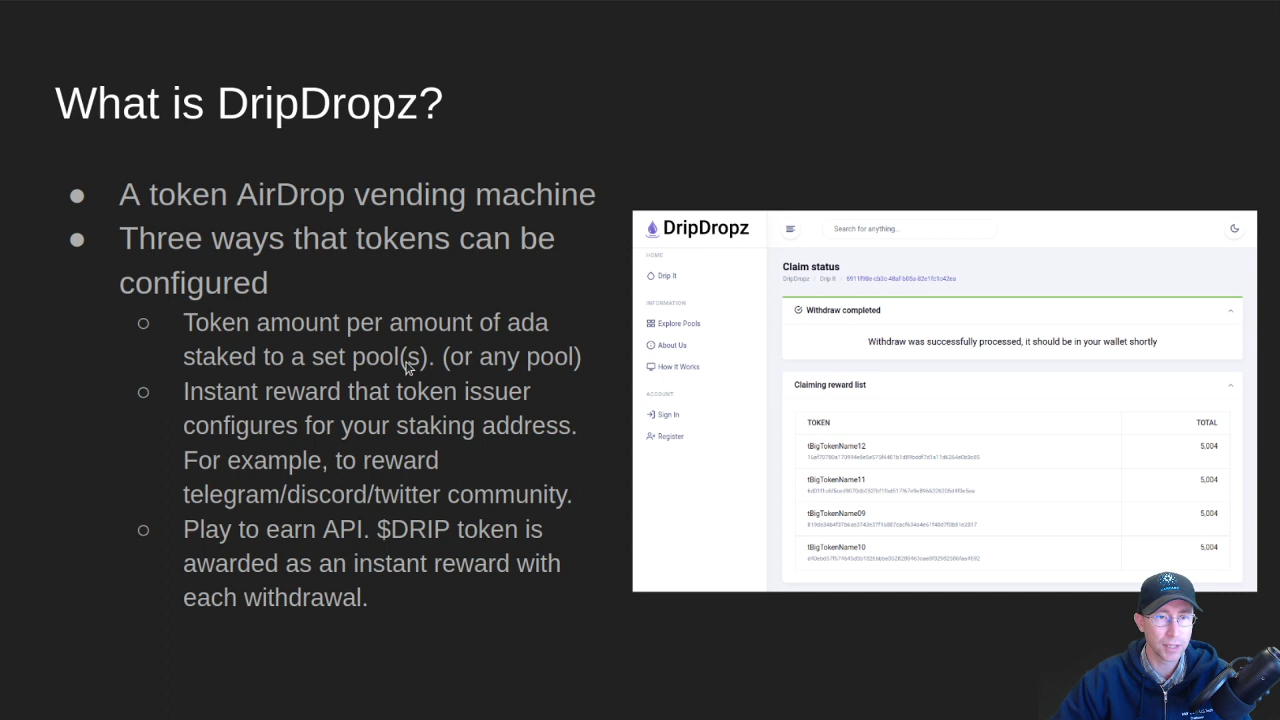 What is DripDropz?
● A token AirDrop vending machine
● Three ways that tokens can be
configured
○ Token amount per amount of ada
staked to a set pool(s). (or any pool)
○ Instant reward that token issuer
configures for your staking address.
For example, to reward
telegram/discord/twitter community.
○ Play to earn API. $DRIP token is
awarded as an instant reward with
each withdrawal.
DripDropz
Search for anything...
HOME
Drip It
INFORMATION
Explore Pools
About Us
How It Works
ACCOUNT
Sign In
Register
Claim status
DripDropz / Drip It /
Withdraw completed
Withdraw was successfully processed, it should be in your wallet shortly
Claiming reward list
TOKEN TOTAL
tBigTokenName12 5,004
tBigTokenName11 5,004
tBigTokenName09 5,004
tBigTokenName10 5,004